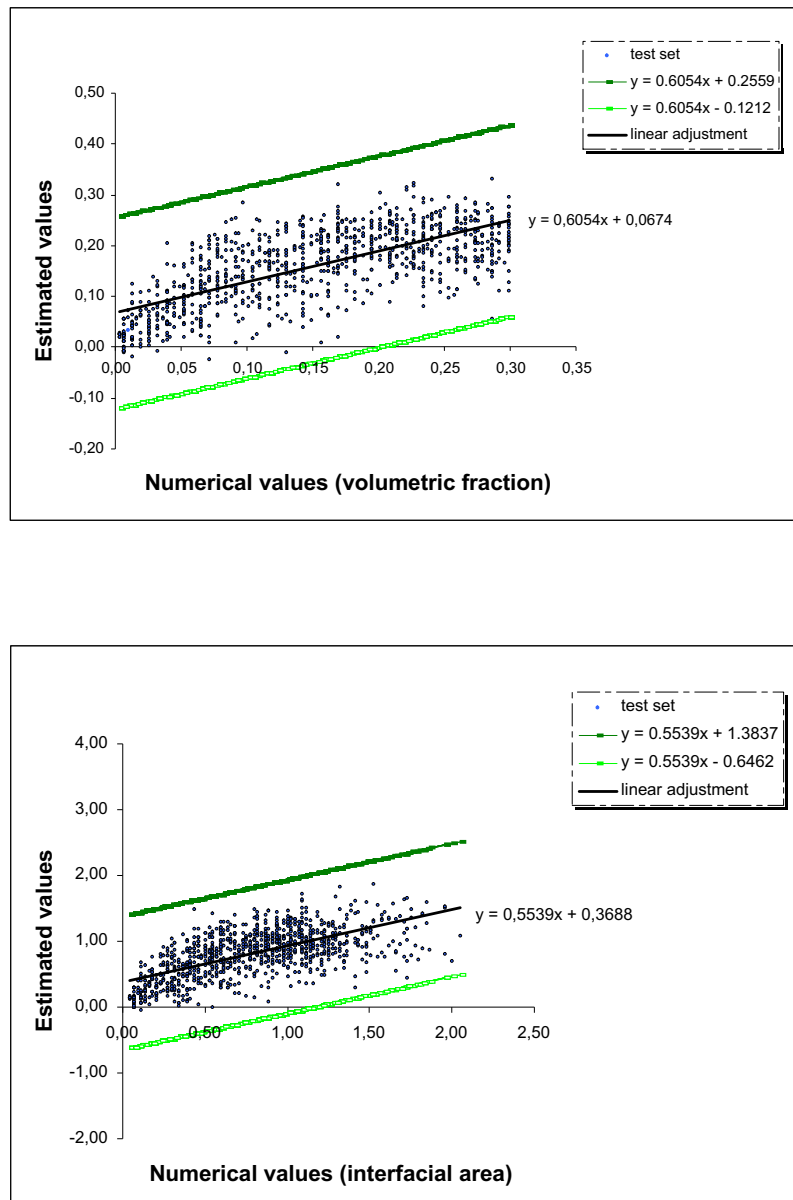 test set
y = 0.6054x + 0.2559
y = 0.6054x - 0.1212
linear adjustment
0,50
0,40
0,30
0,20
0,10
0,00
-0,10
-0,20
Estimated values
y = 0,6054x + 0,0674
0,00 0,05 0,10 0,15 0,20 0,25 0,30 0,35
Numerical values (volumetric fraction)
test set
y = 0.5539x + 1.3837
y = 0.5539x - 0.6462
linear adjustment
4,00
3,00
2,00
1,00
0,00
-1,00
-2,00
Estimated values
y = 0,5539x + 0,3688
0,00 0,50 1,00 1,50 2,00 2,50
Numerical values (interfacial area)